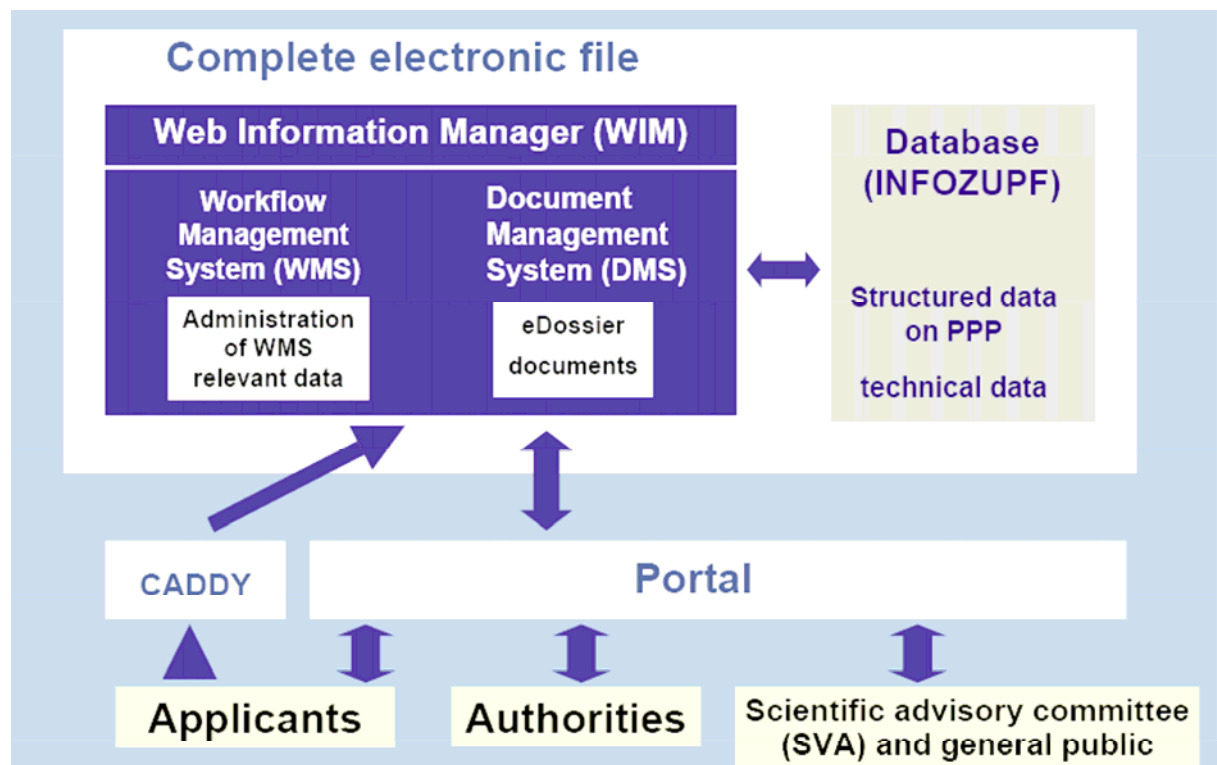 Complete electronic file
Web Information Manager (WIM)
Workflow
Management
System (WMS)
Administration
of WMS
relevant data
Document
Management
System (DMS)
eDossier
documents
Database
(INFOZUPF)
Structured data
on PPP
technical data
CADDY
Portal
Applicants
Authorities
Scientific advisory committee
(SVA) and general public